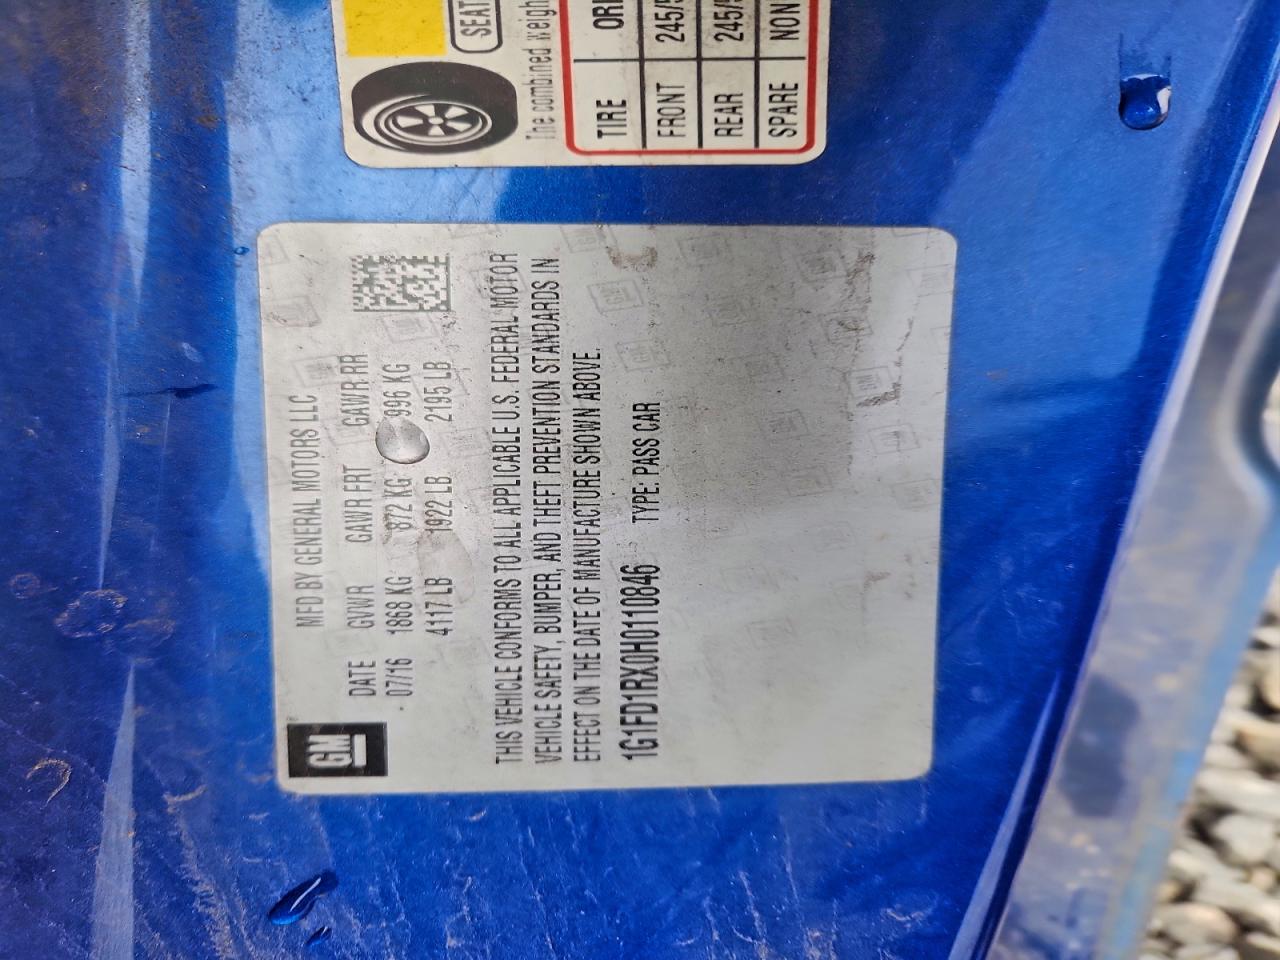 SEAT
The combined weigh
TIRE ORI
FRONT 245/5
REAR 245/5
SPARE NON
GM
MFD BY GENERAL MOTORS LLC
DATE GVWR GAWR FRT GAWR RR
07/16 1868 KG 872 KG 996 KG
4117 LB 1922 LB 2195 LB
THIS VEHICLE CONFORMS TO ALL APPLICABLE U.S. FEDERAL MOTOR
VEHICLE SAFETY, BUMPER, AND THEFT PREVENTION STANDARDS IN
EFFECT ON THE DATE OF MANUFACTURE SHOWN ABOVE.
1G1FD1RX0H0110846 TYPE: PASS CAR